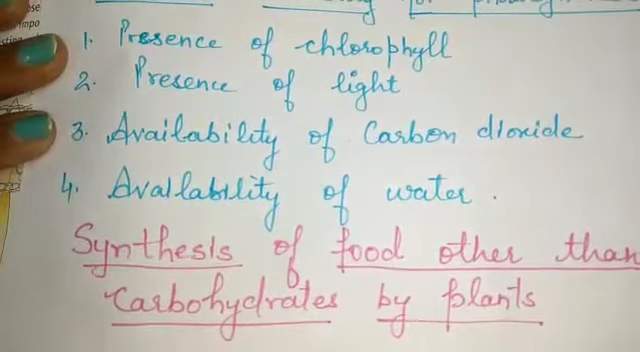 1. Presence of chlorophyll
2. Presence of light
3. Availability of Carbon dioxide
4. Availability of water.
Synthesis of food other than
Carbohydrates by plants